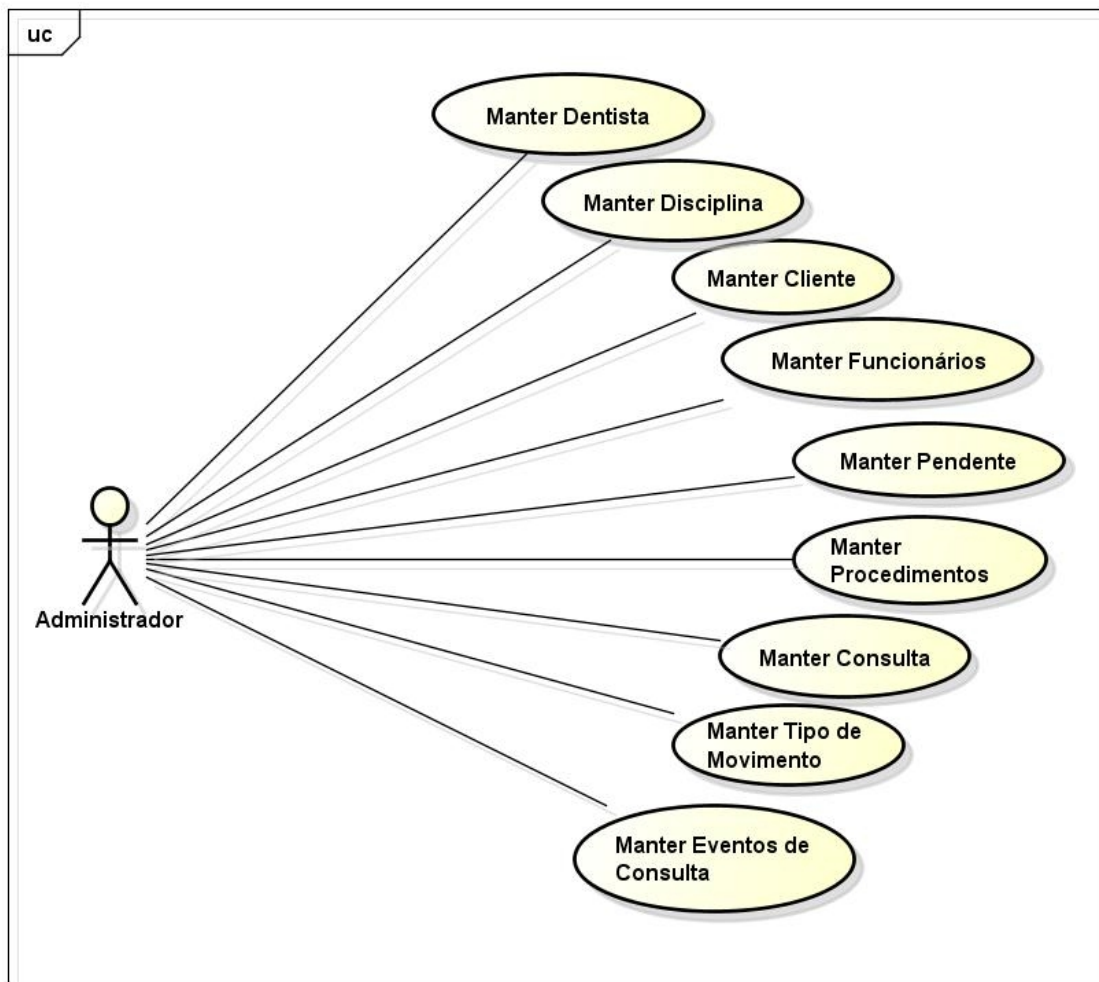 uc
Manter Dentista
Manter Disciplina
Manter Cliente
Manter Funcionários
Manter Pendente
Manter
Procedimentos
Administrador
Manter Consulta
Manter Tipo de
Movimento
Manter Eventos de
Consulta